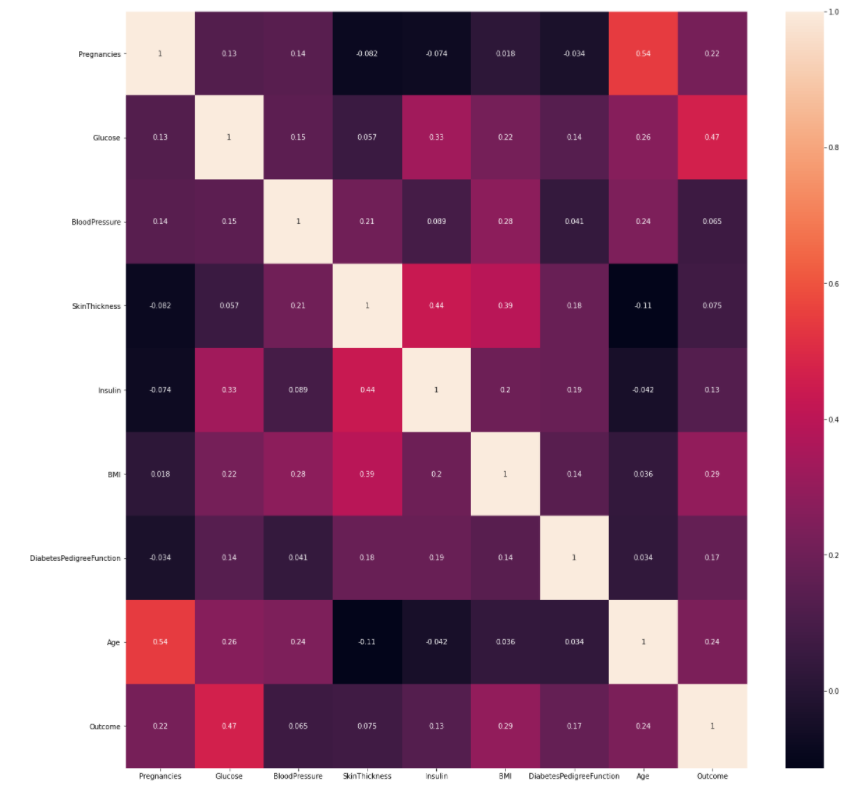 Pregnancies 1 0.13 0.14 -0.082 -0.074 0.018 -0.034 0.54 0.22
Glucose 0.13 1 0.15 0.057 0.33 0.22 0.14 0.26 0.47
BloodPressure 0.14 0.15 1 0.21 0.089 0.28 0.041 0.24 0.065
SkinThickness -0.082 0.057 0.21 1 0.44 0.39 0.18 -0.11 0.075
Insulin -0.074 0.33 0.089 0.44 1 0.2 0.19 -0.042 0.13
BMI 0.018 0.22 0.28 0.39 0.2 1 0.14 0.036 0.29
DiabetesPedigreeFunction -0.034 0.14 0.041 0.18 0.19 0.14 1 0.034 0.17
Age 0.54 0.26 0.24 -0.11 -0.042 0.036 0.034 1 0.24
Outcome 0.22 0.47 0.065 0.075 0.13 0.29 0.17 0.24 1
Pregnancies Glucose BloodPressure SkinThickness Insulin BMI DiabetesPedigreeFunction Age Outcome
1.0
0.8
0.6
0.4
0.2
0.0